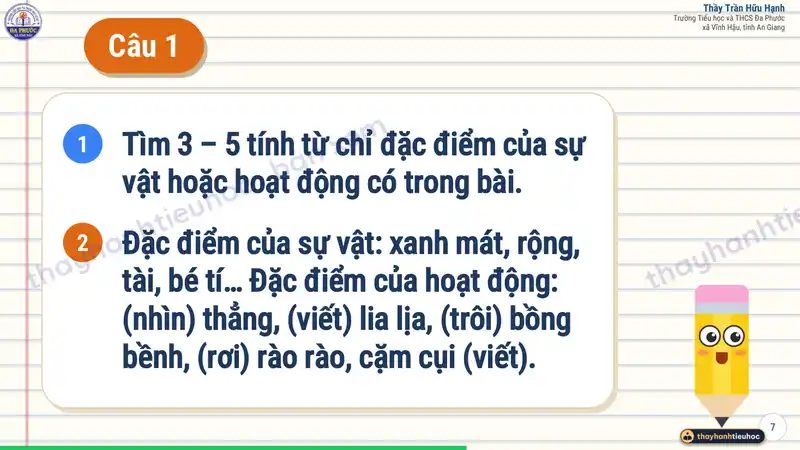 Thầy Trần Hữu Hạnh
Trường Tiểu học và THCS Đa Phước
xã Vĩnh Hậu, tỉnh An Giang
ĐA PHƯỚC
Câu 1
1
Tìm 3 – 5 tính từ chỉ đặc điểm của sự
vật hoặc hoạt động có trong bài.
2
Đặc điểm của sự vật: xanh mát, rộng,
tài, bé tí... Đặc điểm của hoạt động:
(nhìn) thẳng, (viết) lia lịa, (trôi) bồng
bềnh, (rơi) rào rào, cặm cụi (viết).
thayhanhtieuhoc
7